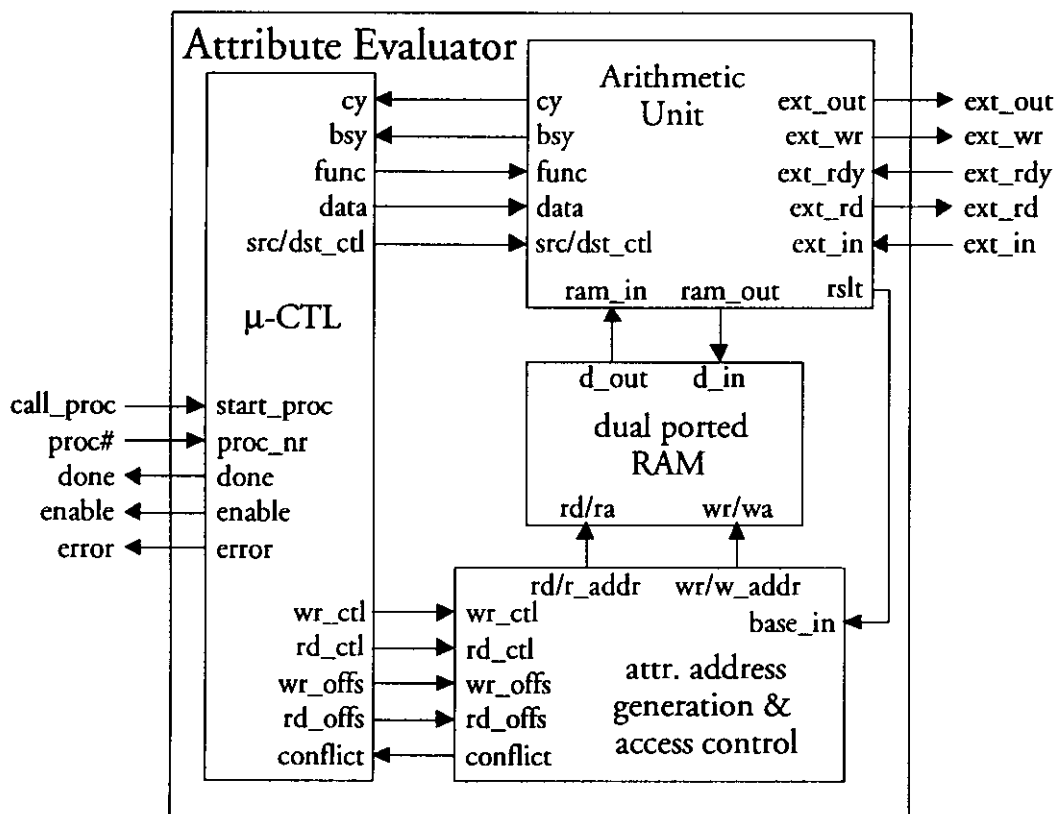 Attribute Evaluator
cy
bsy
func
data
src/dst_ctl
μ-CTL
call_proc
proc#
done
enable
error
start_proc
proc_nr
done
enable
error
wr_ctl
rd_ctl
wr_offs
rd_offs
conflict
Arithmetic
Unit
cy
bsy
func
data
src/dst_ctl
ext_out
ext_wr
ext_rdy
ext_rd
ext_in
rslt
ram_in ram_out
ext_out
ext_wr
ext_rdy
ext_rd
ext_in
d_out d_in
dual ported
RAM
rd/ra wr/wa
rd/r_addr wr/w_addr
base_in
wr_ctl
rd_ctl
wr_offs
rd_offs
conflict
attr. address
generation &
access control